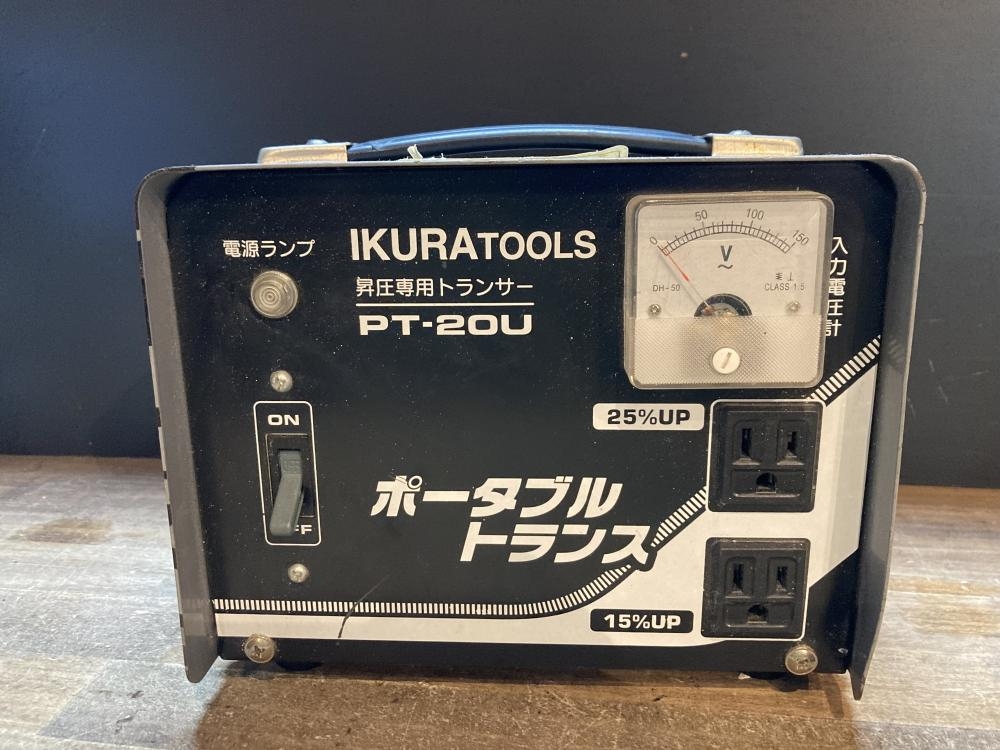 電源ランプ
IKURATOOLS
昇圧専用トランサー
PT-20U
0 50 100 150
V
DH-50
CLASS 1.5
入力電圧計
ON
25%UP
ポータブル
トランス
15%UP